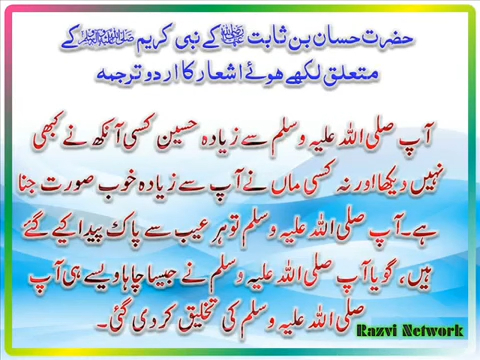 حضرت حسان بن ثابت رضی اللہ عنہ کے نبی کریم ﷺ کے
متعلق لکھے ہوئے اشعار کا اردو ترجمہ
آپ صلی اللہ علیہ وسلم سے زیادہ حسین کسی آنکھ نے کبھی
نہیں دیکھا اور نہ کسی ماں نے آپ سے زیادہ خوب صورت جنا
ہے۔ آپ صلی اللہ علیہ وسلم تو ہر عیب سے پاک پیدا کیے گئے
ہیں، گویا آپ صلی اللہ علیہ وسلم نے جیسا چاہا ویسے ہی آپ
صلی اللہ علیہ وسلم کی تخلیق کر دی گئی۔
Razvi Network